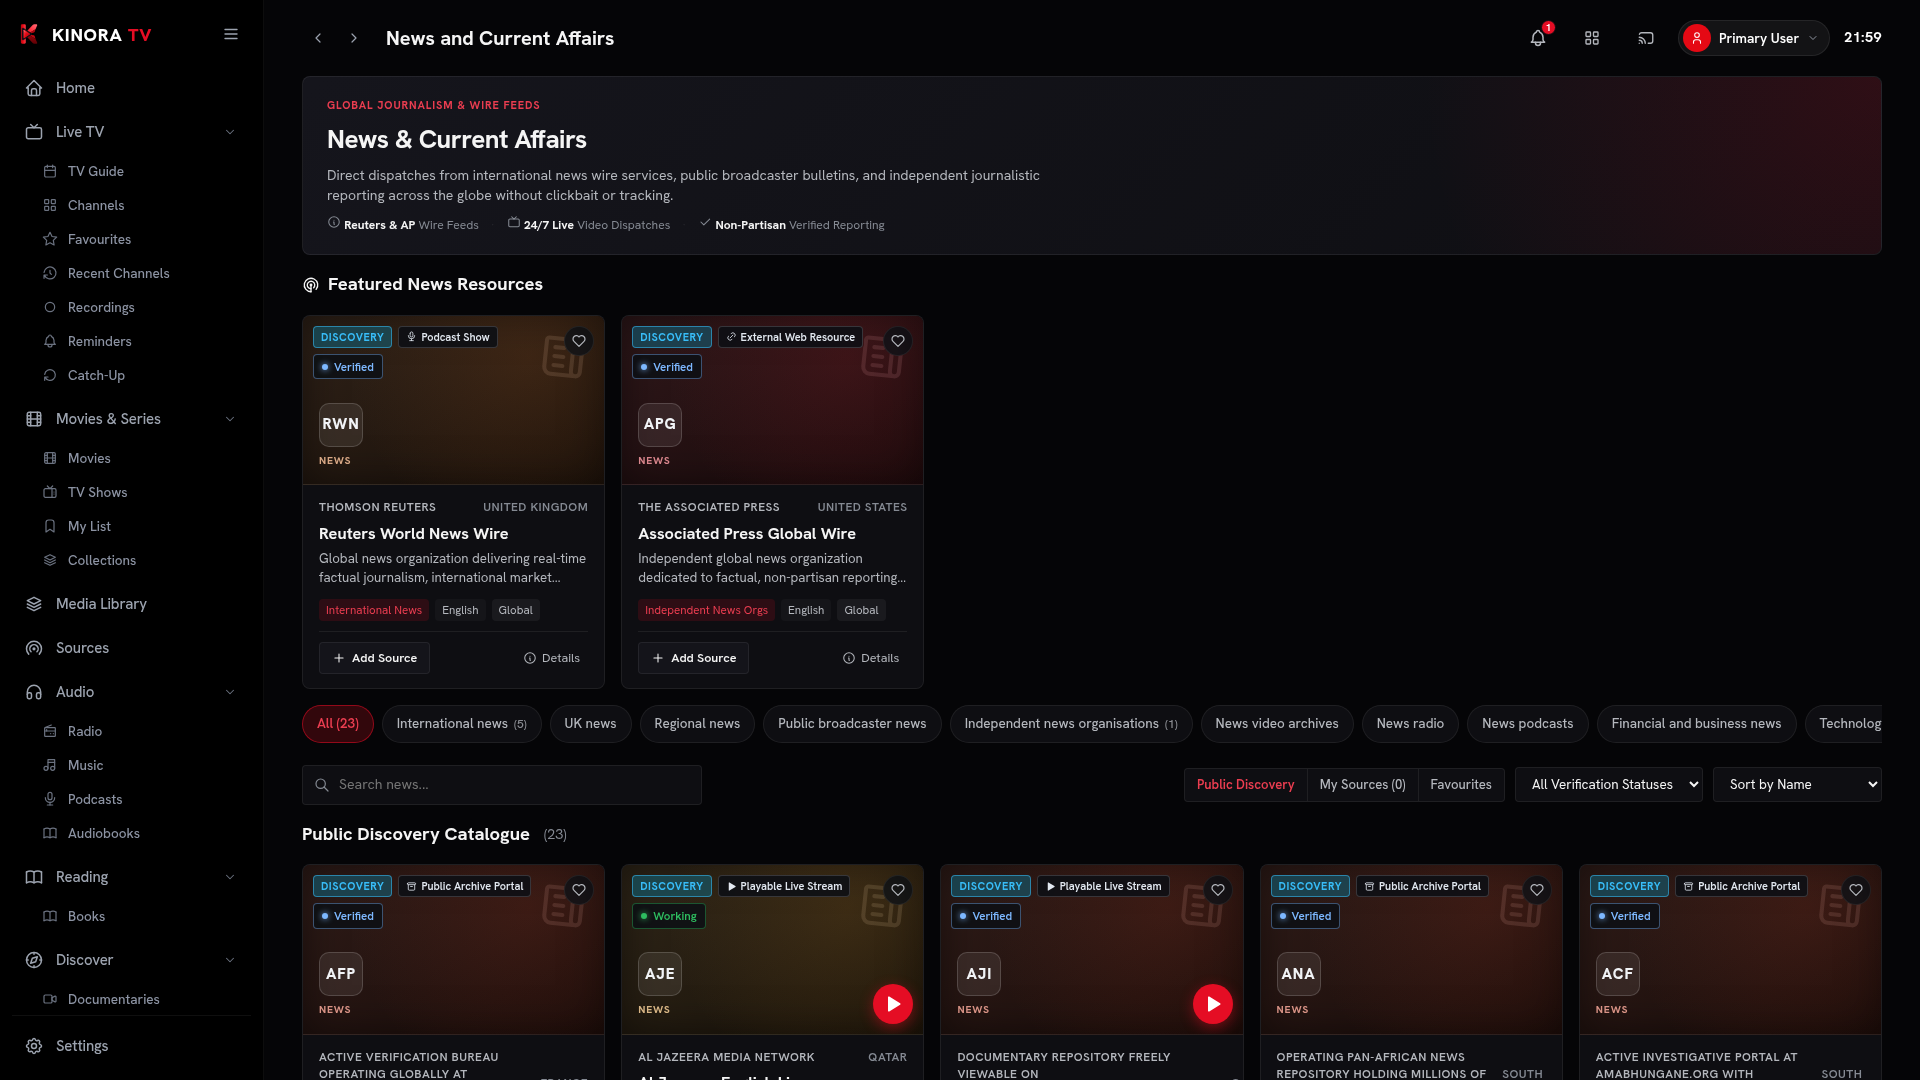 KINORA TV
Home
Live TV
TV Guide
Channels
Favourites
Recent Channels
Recordings
Reminders
Catch-Up
Movies & Series
Movies
TV Shows
My List
Collections
Media Library
Sources
Audio
Radio
Music
Podcasts
Audiobooks
Reading
Books
Discover
Documentaries
Settings
News and Current Affairs
1
Primary User
21:59
GLOBAL JOURNALISM & WIRE FEEDS
News & Current Affairs
Direct dispatches from international news wire services, public broadcaster bulletins, and independent journalistic
reporting across the globe without clickbait or tracking.
Reuters & AP Wire Feeds · 24/7 Live Video Dispatches · Non-Partisan Verified Reporting
Featured News Resources
DISCOVERY Podcast Show
Verified
RWN
NEWS
THOMSON REUTERS UNITED KINGDOM
Reuters World News Wire
Global news organization delivering real-time
factual journalism, international market...
International News English Global
Add Source Details
DISCOVERY External Web Resource
Verified
APG
NEWS
THE ASSOCIATED PRESS UNITED STATES
Associated Press Global Wire
Independent global news organization
dedicated to factual, non-partisan reporting...
Independent News Orgs English Global
Add Source Details
All (23) International news (5) UK news Regional news Public broadcaster news Independent news organisations (1) News video archives News radio News podcasts Financial and business news Technolog
Search news... Public Discovery My Sources (0) Favourites All Verification Statuses Sort by Name
Public Discovery Catalogue (23)
DISCOVERY Public Archive Portal
Verified
AFP
NEWS
ACTIVE VERIFICATION BUREAU
OPERATING GLOBALLY AT
DISCOVERY Playable Live Stream
Working
AJE
NEWS
AL JAZEERA MEDIA NETWORK QATAR
DISCOVERY Playable Live Stream
Verified
AJI
NEWS
DOCUMENTARY REPOSITORY FREELY
VIEWABLE ON
DISCOVERY Public Archive Portal
Verified
ANA
NEWS
OPERATING PAN-AFRICAN NEWS
REPOSITORY HOLDING MILLIONS OF SOUTH
DISCOVERY Public Archive Portal
Verified
ACF
NEWS
ACTIVE INVESTIGATIVE PORTAL AT
AMABHUNGANE.ORG WITH SOUTH